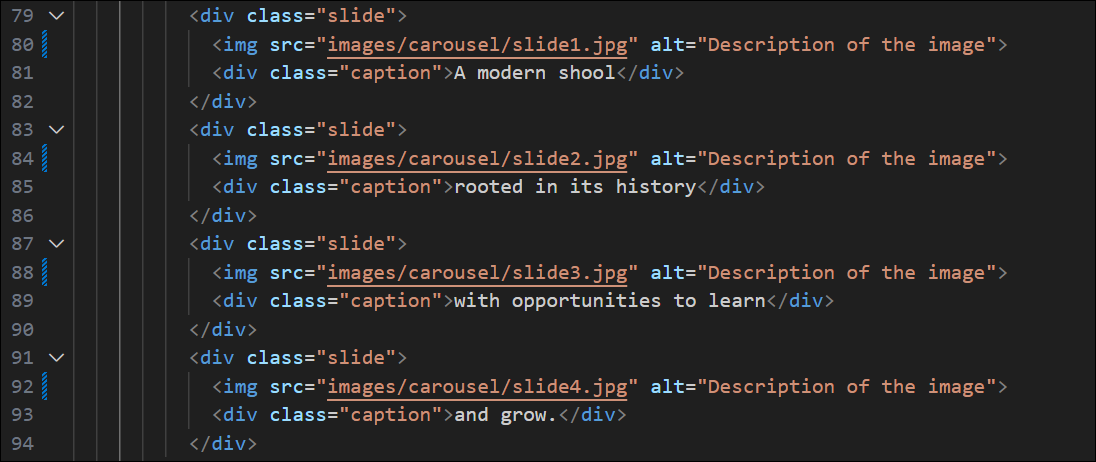 79 <div class="slide">
80 <img src="images/carousel/slide1.jpg" alt="Description of the image">
81 <div class="caption">A modern shool</div>
82 </div>
83 <div class="slide">
84 <img src="images/carousel/slide2.jpg" alt="Description of the image">
85 <div class="caption">rooted in its history</div>
86 </div>
87 <div class="slide">
88 <img src="images/carousel/slide3.jpg" alt="Description of the image">
89 <div class="caption">with opportunities to learn</div>
90 </div>
91 <div class="slide">
92 <img src="images/carousel/slide4.jpg" alt="Description of the image">
93 <div class="caption">and grow.</div>
94 </div>